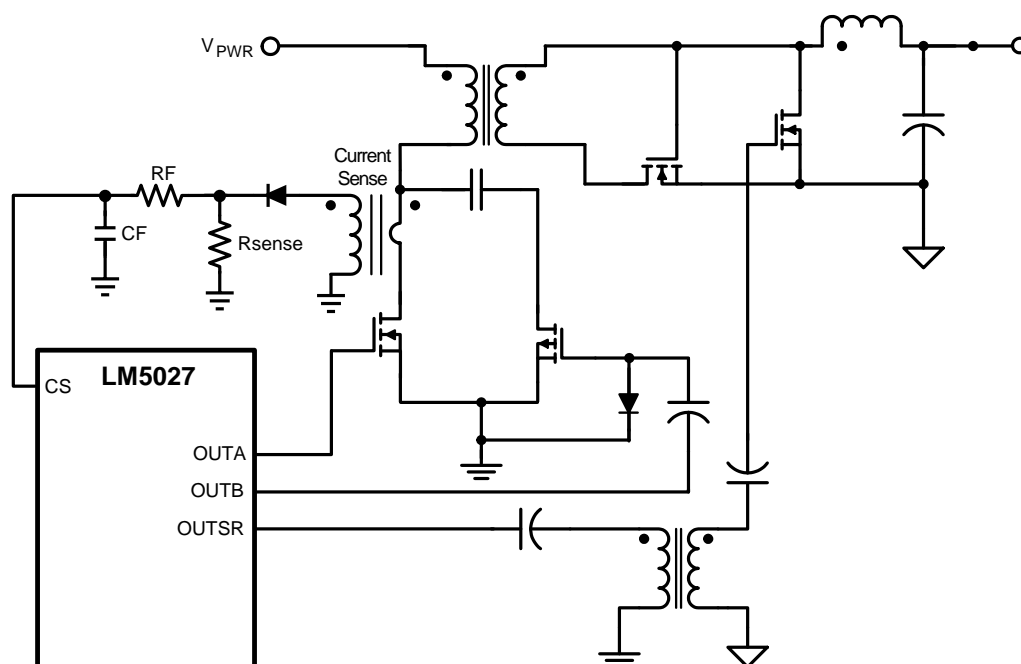 VPWR
Current
Sense
RF
CF
Rsense
LM5027
CS
OUTA
OUTB
OUTSR